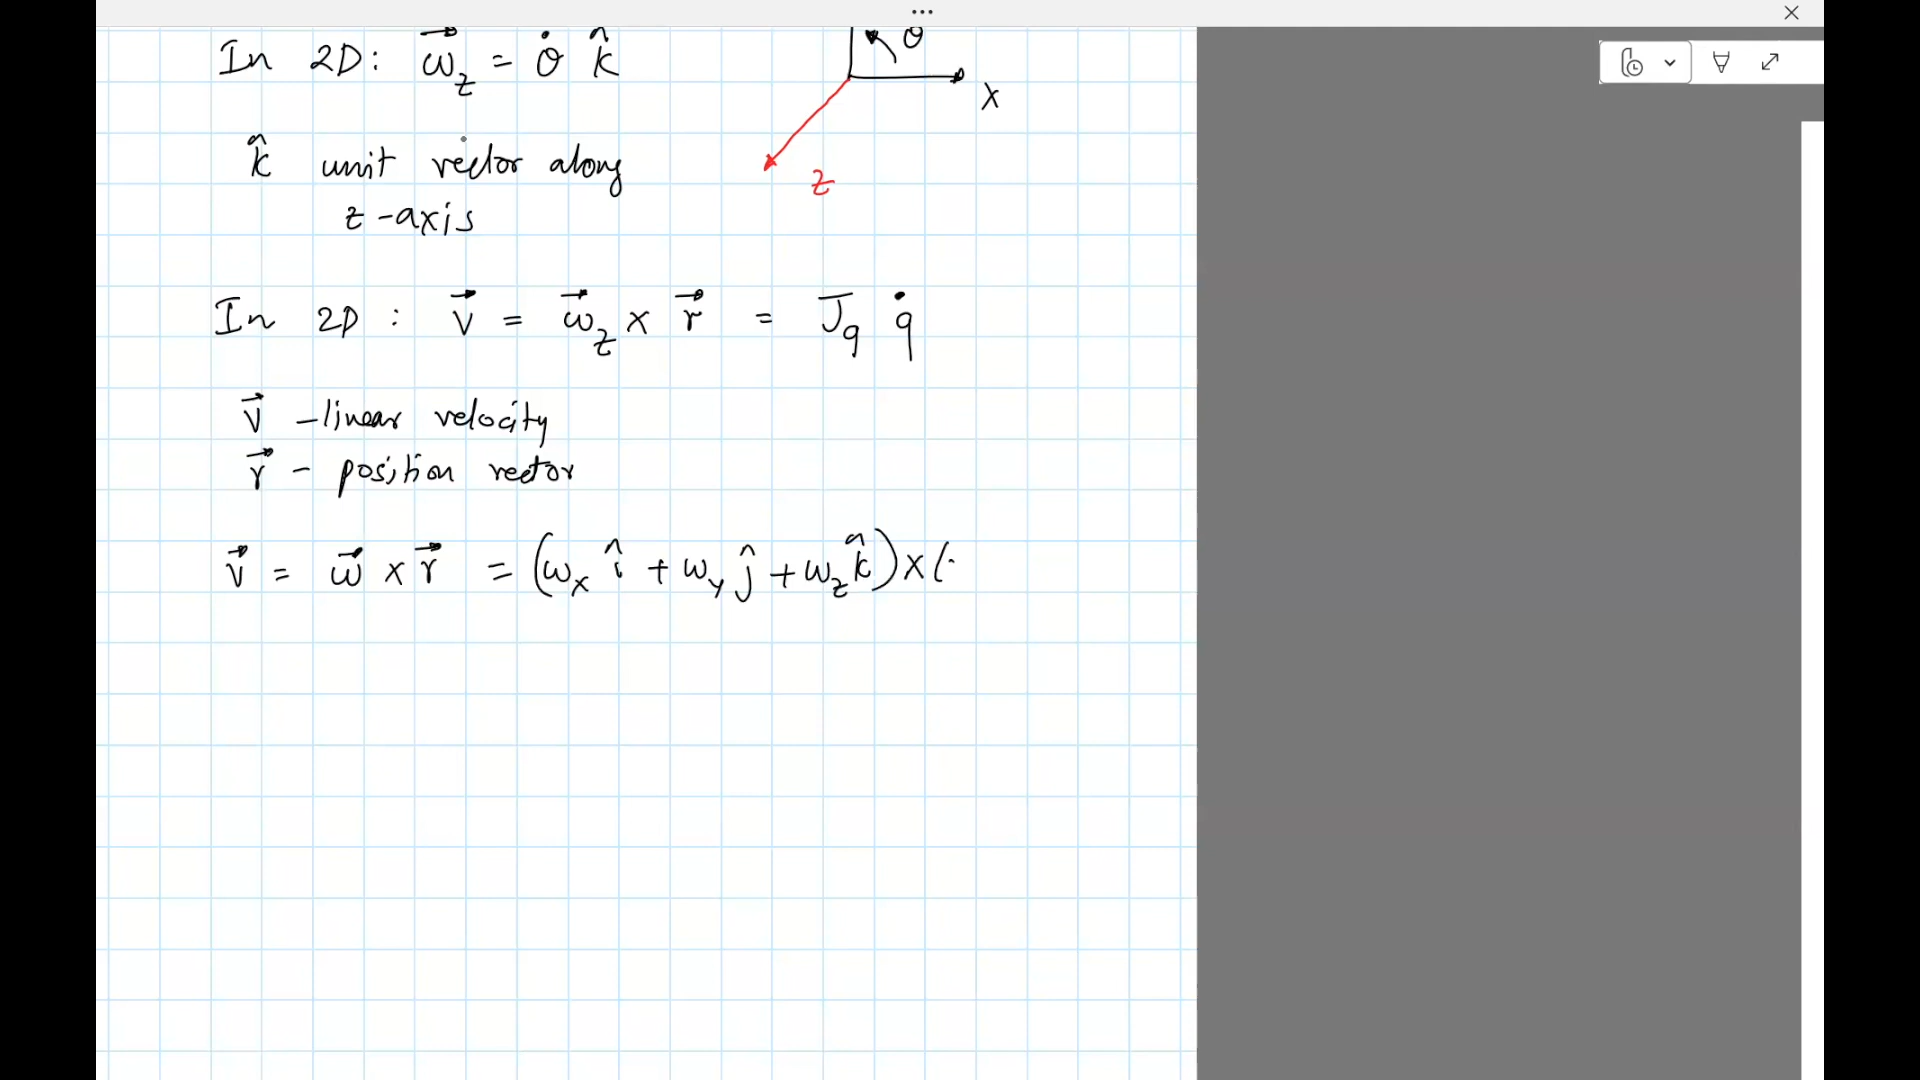 In 2D: ω⃗_z = θ̇ k̂
θ
X
k̂ unit vector along
z-axis
z
In 2D : v⃗ = ω⃗_z × r⃗ = J_q q̇
v⃗ - linear velocity
r⃗ - position vector
v⃗ = ω⃗ × r⃗ = (ω_x î + ω_y ĵ + ω_z k̂) × (